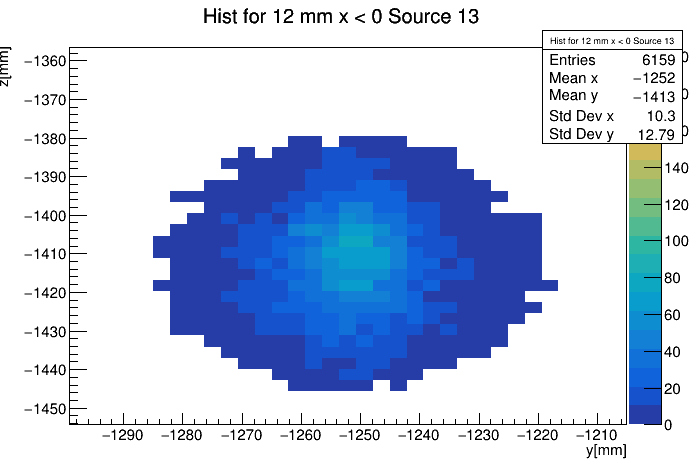 Hist for 12 mm x < 0 Source 13
z[mm]
Hist for 12 mm x < 0 Source 13
Entries 6159
Mean x −1252
Mean y −1413
Std Dev x 10.3
Std Dev y 12.79
−1360
−1370
−1380
−1390
−1400
−1410
−1420
−1430
−1440
−1450
140
120
100
80
60
40
20
0
−1290 −1280 −1270 −1260 −1250 −1240 −1230 −1220 −1210
y[mm]